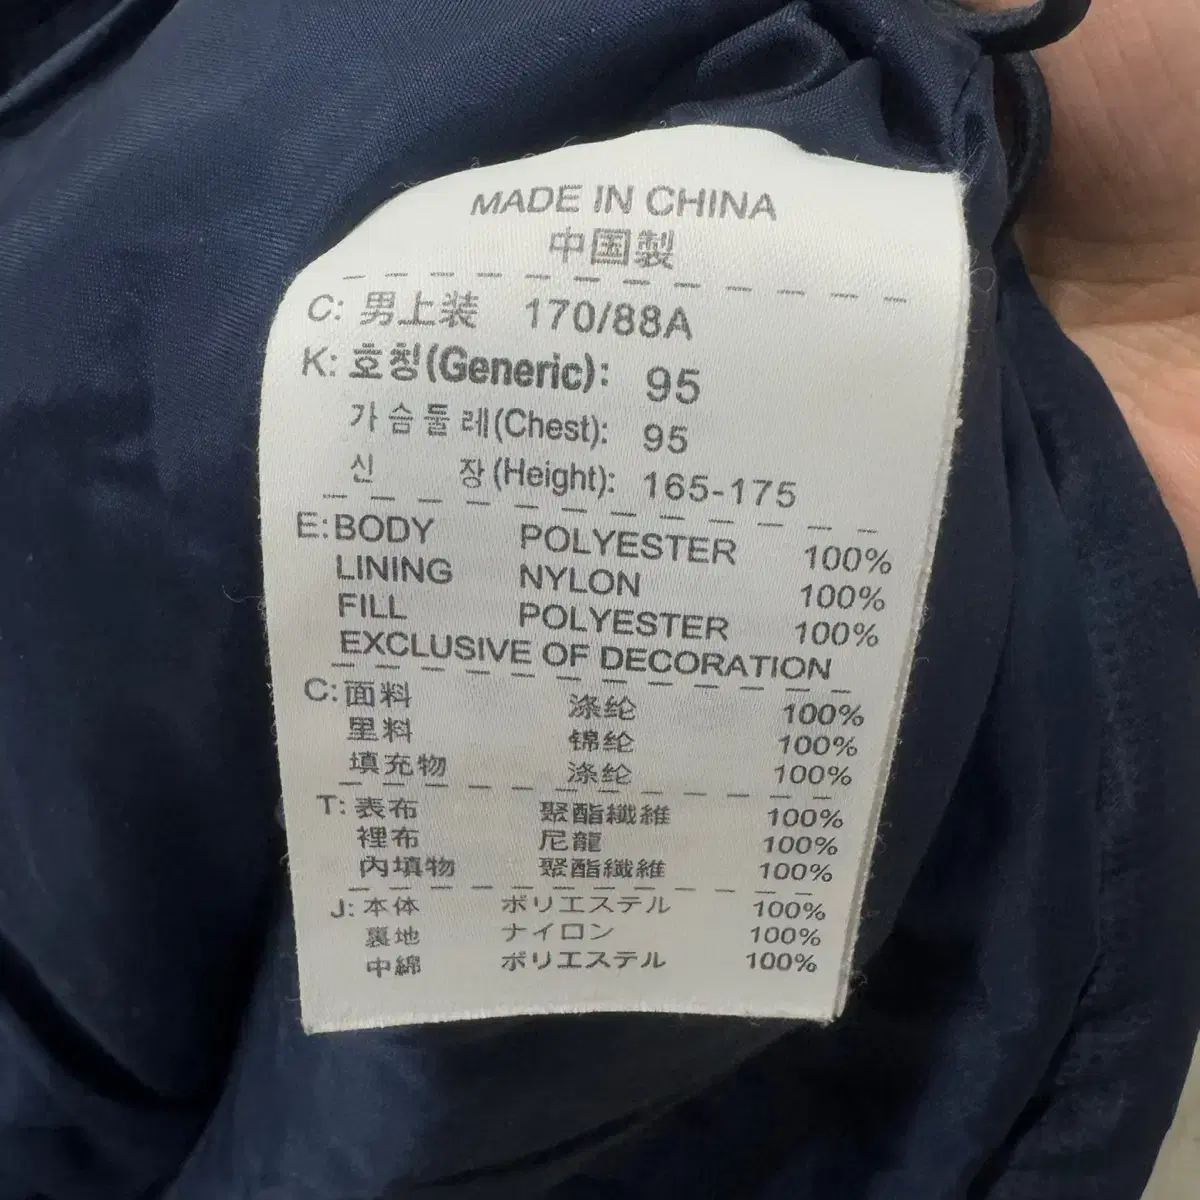 MADE IN CHINA
中国製
C: 男上装 170/88A
K: 호칭(Generic): 95
가슴둘레(Chest): 95
신 장(Height): 165-175
E: BODY POLYESTER 100%
LINING NYLON 100%
FILL POLYESTER 100%
EXCLUSIVE OF DECORATION
C: 面料 涤纶 100%
里料 锦纶 100%
填充物 涤纶 100%
T: 表布 聚酯纖維 100%
裡布 尼龍 100%
內填物 聚酯纖維 100%
J: 本体 ポリエステル 100%
裏地 ナイロン 100%
中綿 ポリエステル 100%